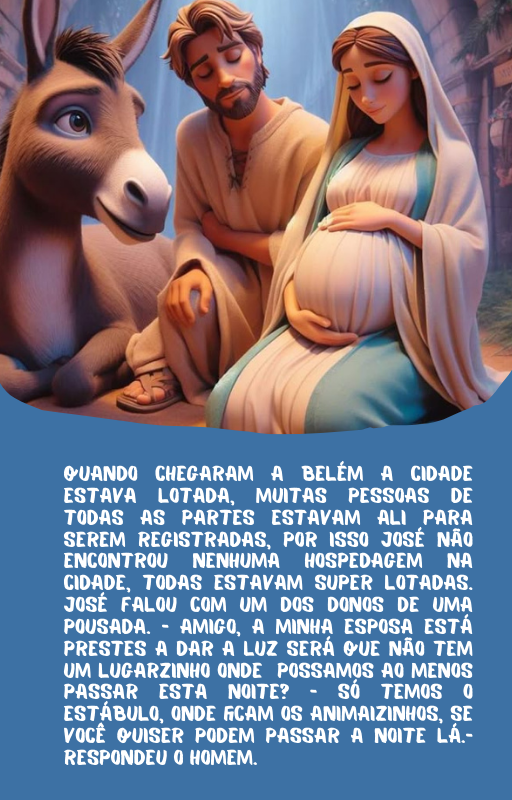 QUANDO CHEGARAM A BELÉM A CIDADE
ESTAVA LOTADA, MUITAS PESSOAS DE
TODAS AS PARTES ESTAVAM ALI PARA
SEREM REGISTRADAS, POR ISSO JOSÉ NÃO
ENCONTROU NENHUMA HOSPEDAGEM NA
CIDADE, TODAS ESTAVAM SUPER LOTADAS.
JOSÉ FALOU COM UM DOS DONOS DE UMA
POUSADA. - AMIGO, A MINHA ESPOSA ESTÁ
PRESTES A DAR A LUZ SERÁ QUE NÃO TEM
UM LUGARZINHO ONDE POSSAMOS AO MENOS
PASSAR ESTA NOITE? - SÓ TEMOS O
ESTÁBULO, ONDE FICAM OS ANIMAIZINHOS, SE
VOCÊ QUISER PODEM PASSAR A NOITE LÁ.-
RESPONDEU O HOMEM.